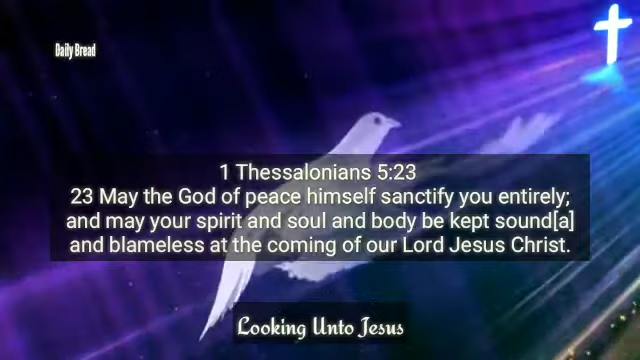 Daily Bread
1 Thessalonians 5:23
23 May the God of peace himself sanctify you entirely;
and may your spirit and soul and body be kept sound[a]
and blameless at the coming of our Lord Jesus Christ.
Looking Unto Jesus